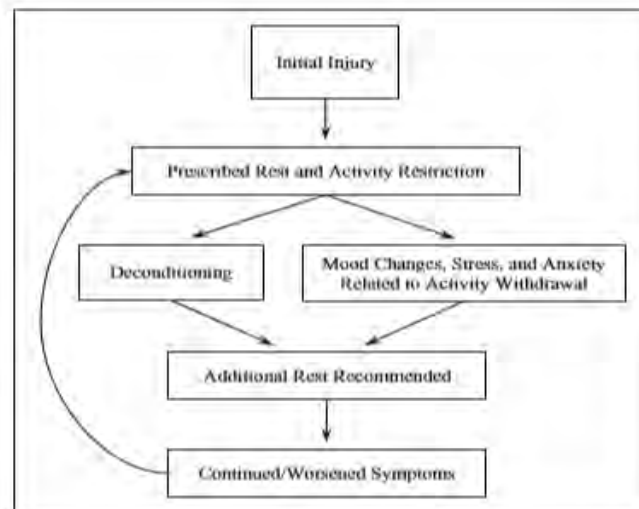 Initial Injury
Prescribed Rest and Activity Restriction
Deconditioning
Mood Changes, Stress, and Anxiety
Related to Activity Withdrawal
Additional Rest Recommended
Continued/Worsened Symptoms